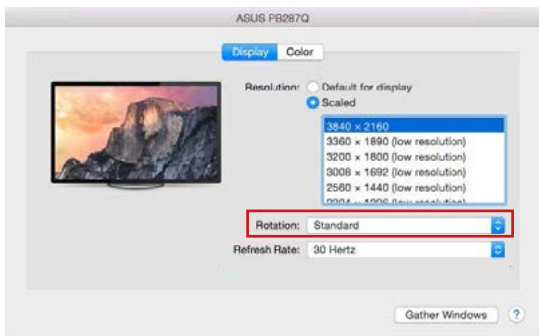 ASUS PB287Q
Display Color
Resolution: Default for display
Scaled
3840 × 2160
3360 × 1890 (low resolution)
3200 × 1800 (low resolution)
3008 × 1692 (low resolution)
2560 × 1440 (low resolution)
Rotation: Standard
Refresh Rate: 30 Hertz
Gather Windows ?